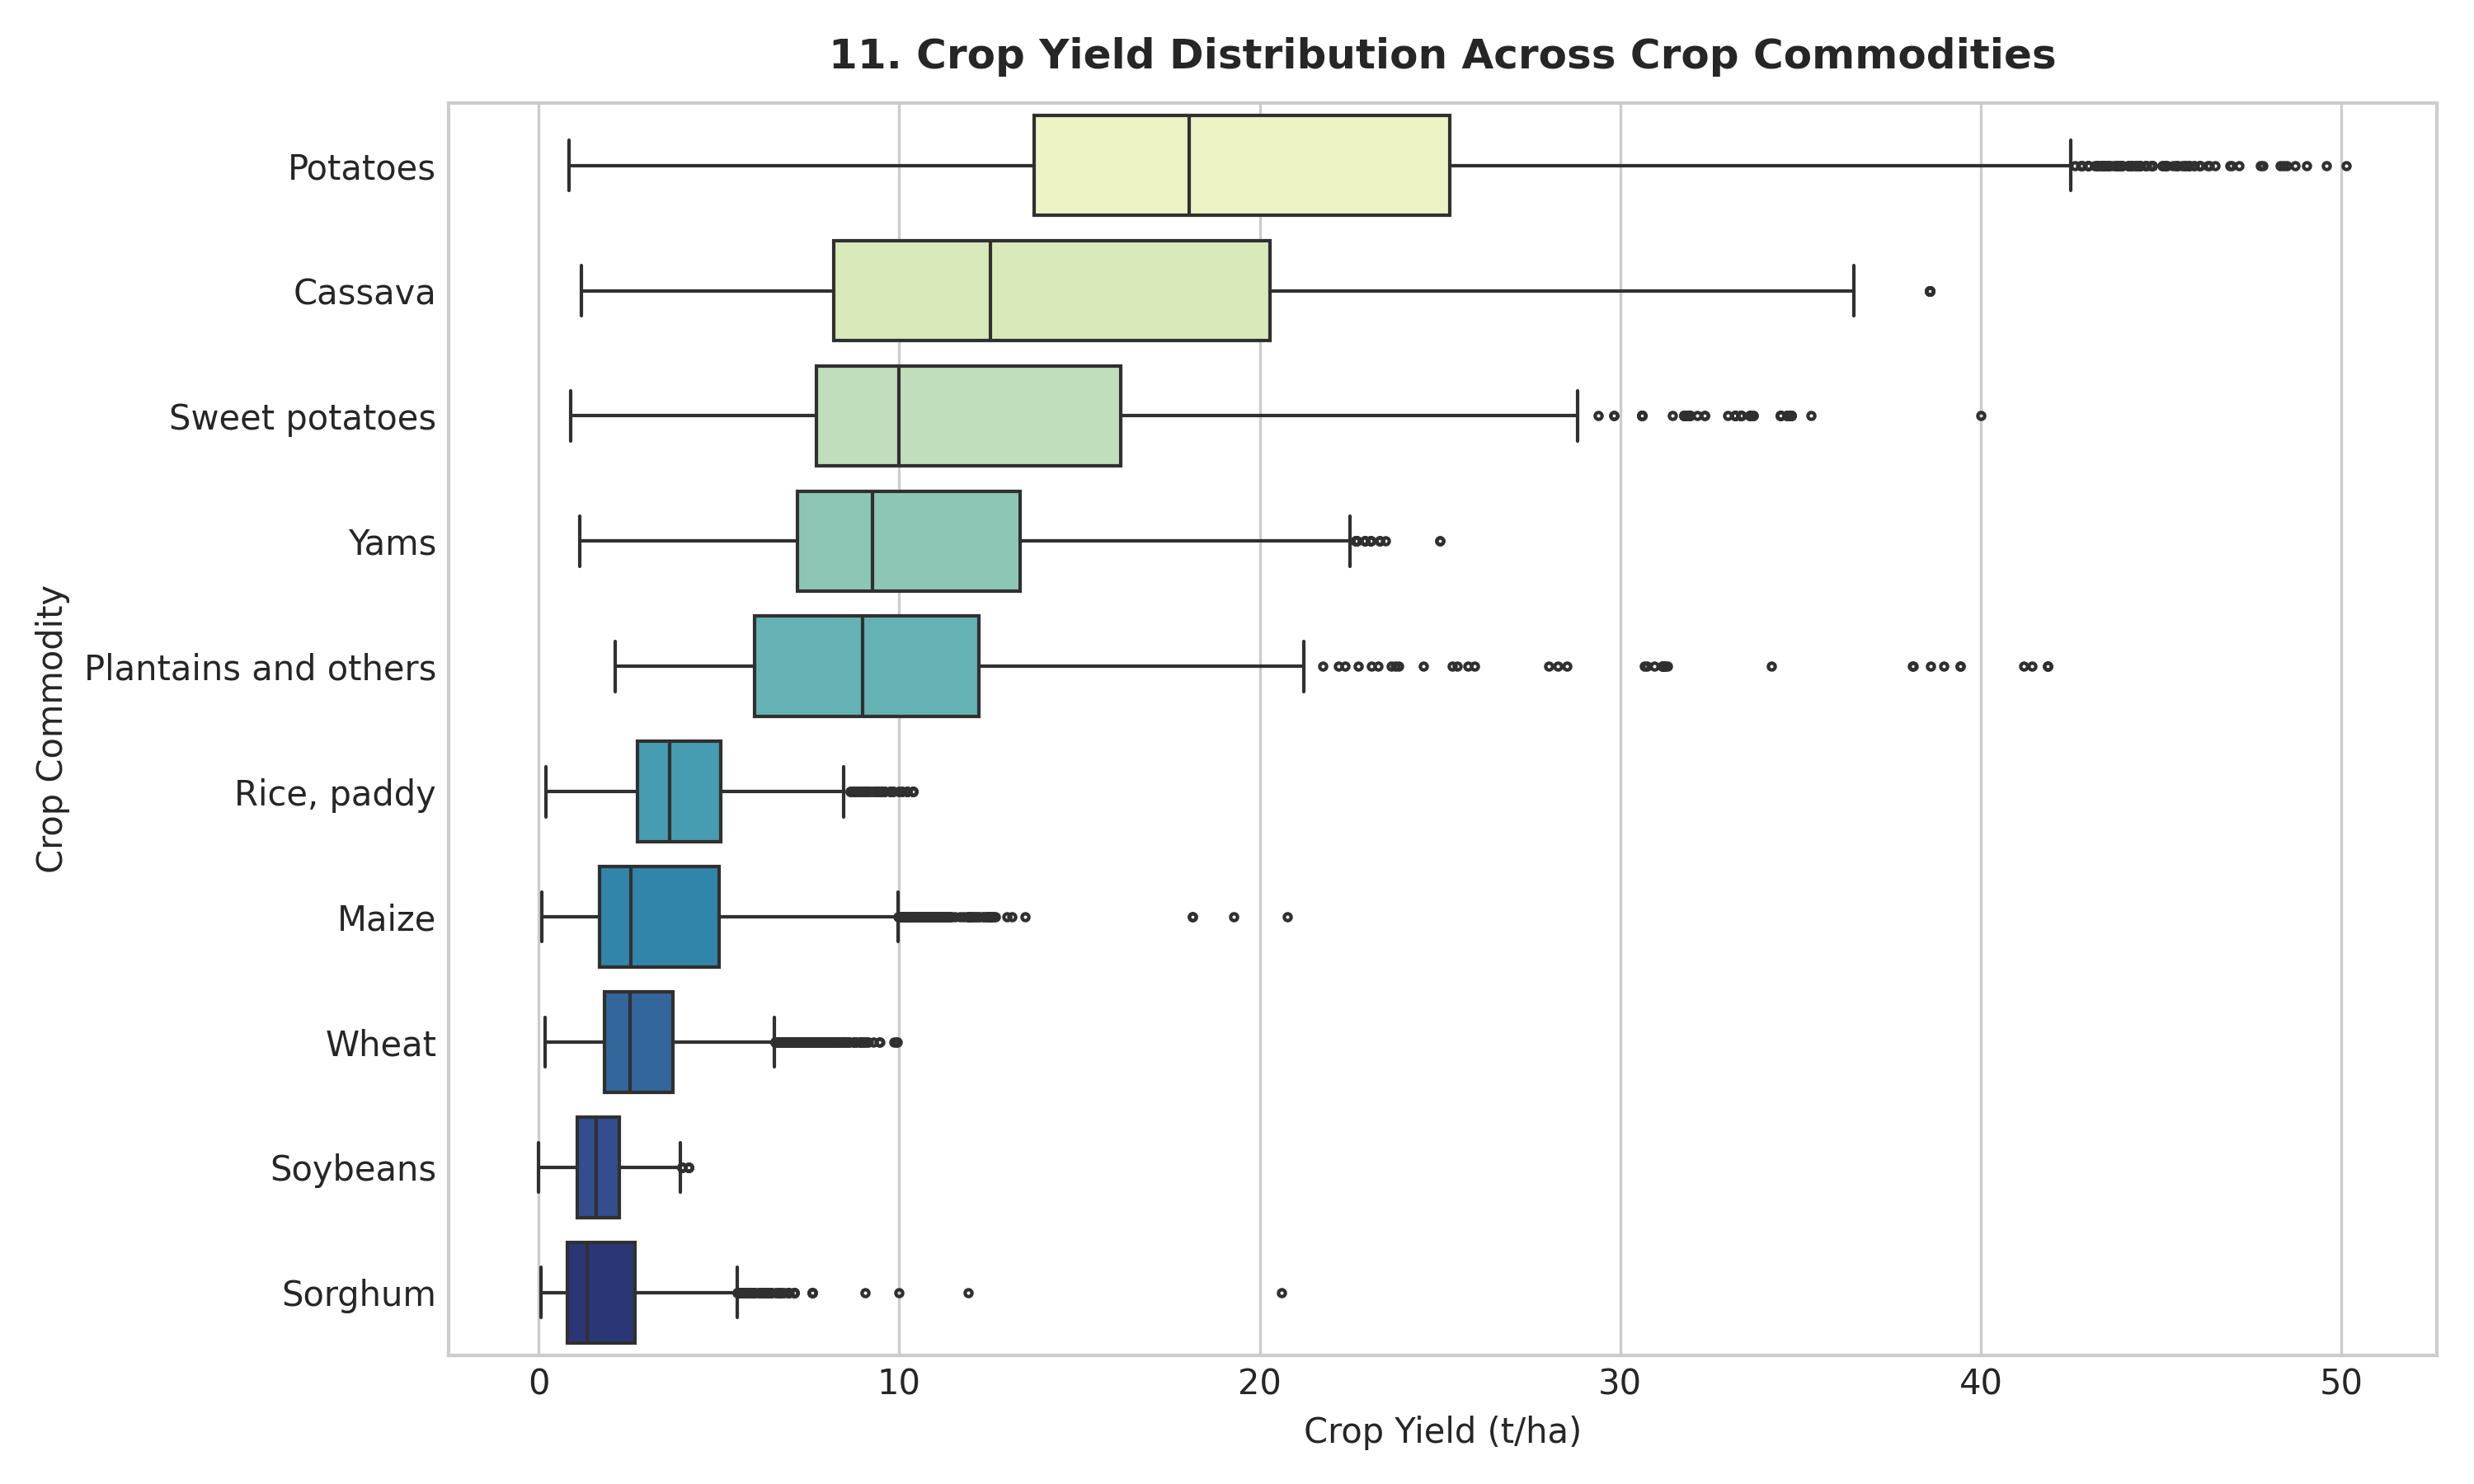 11. Crop Yield Distribution Across Crop Commodities
Crop Commodity
Potatoes
Cassava
Sweet potatoes
Yams
Plantains and others
Rice, paddy
Maize
Wheat
Soybeans
Sorghum
0 10 20 30 40 50
Crop Yield (t/ha)